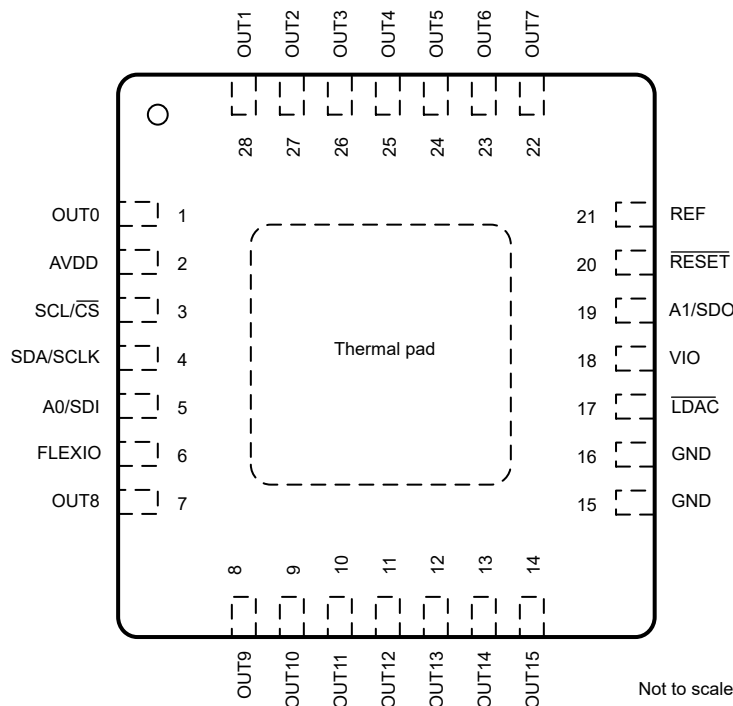 OUT1 OUT2 OUT3 OUT4 OUT5 OUT6 OUT7
28 27 26 25 24 23 22
OUT0 1
AVDD 2
SCL/C̅S̅ 3
SDA/SCLK 4
A0/SDI 5
FLEXIO 6
OUT8 7
Thermal pad
21 REF
20 R̅E̅S̅E̅T̅
19 A1/SDO
18 VIO
17 L̅D̅A̅C̅
16 GND
15 GND
8 9 10 11 12 13 14
OUT9 OUT10 OUT11 OUT12 OUT13 OUT14 OUT15
Not to scale